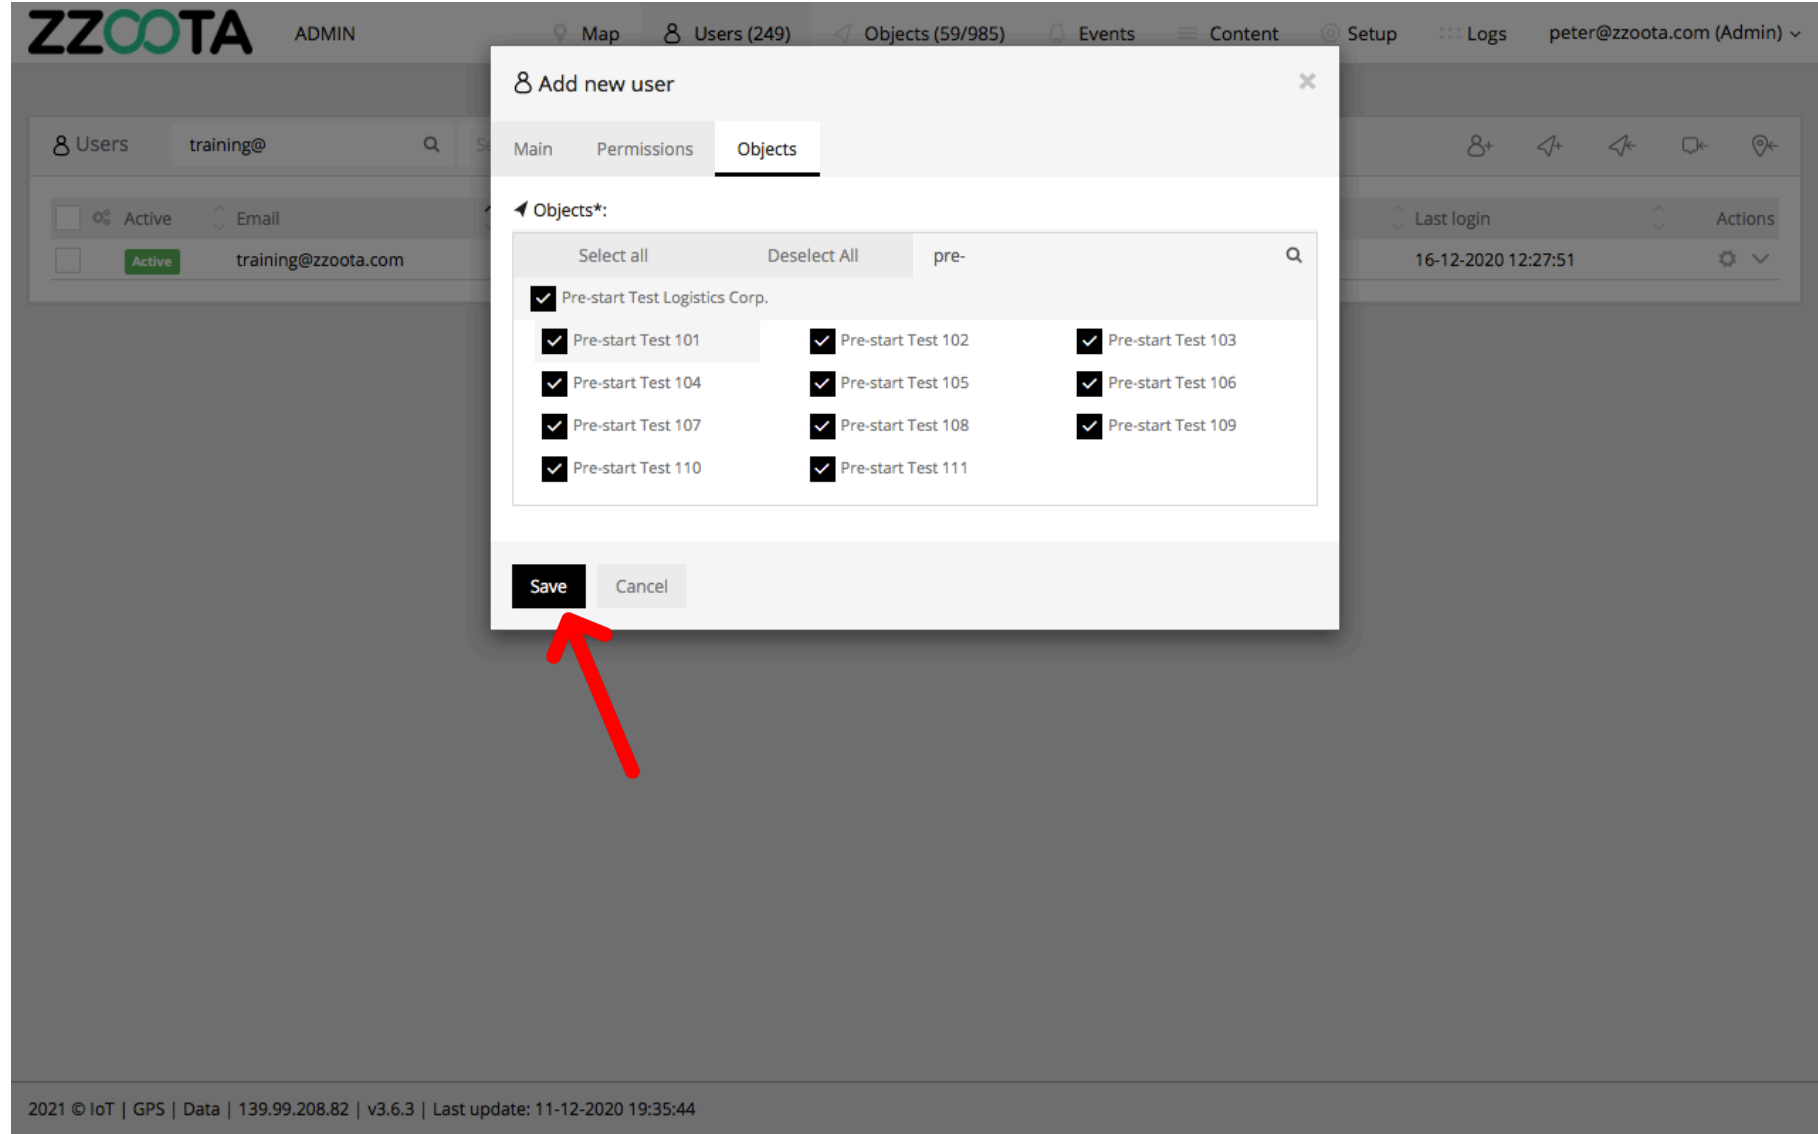 ZZOOTA ADMIN Map Users (249) Objects (59/985) Events Content Setup Logs peter@zzoota.com (Admin)
Add new user
Users training@
Main Permissions Objects
Objects*:
Active Email Last login Actions
Select all Deselect All pre-
Active training@zzoota.com 16-12-2020 12:27:51
Pre-start Test Logistics Corp.
Pre-start Test 101 Pre-start Test 102 Pre-start Test 103
Pre-start Test 104 Pre-start Test 105 Pre-start Test 106
Pre-start Test 107 Pre-start Test 108 Pre-start Test 109
Pre-start Test 110 Pre-start Test 111
Save Cancel
2021 © IoT | GPS | Data | 139.99.208.82 | v3.6.3 | Last update: 11-12-2020 19:35:44